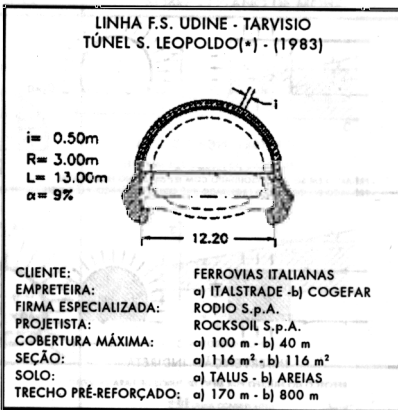 LINHA F.S. UDINE - TARVISIO
TÚNEL S. LEOPOLDO(*) - (1983)
i
i= 0.50m
R= 3.00m
L= 13.00m
α= 9%
12.20
CLIENTE: FERROVIAS ITALIANAS
EMPRETEIRA: a) ITALSTRADE -b) COGEFAR
FIRMA ESPECIALIZADA: RODIO S.p.A.
PROJETISTA: ROCKSOIL S.p.A.
COBERTURA MÁXIMA: a) 100 m - b) 40 m
SEÇÃO: a) 116 m² - b) 116 m²
SOLO: a) TALUS - b) AREIAS
TRECHO PRÉ-REFORÇADO: a) 170 m - b) 800 m